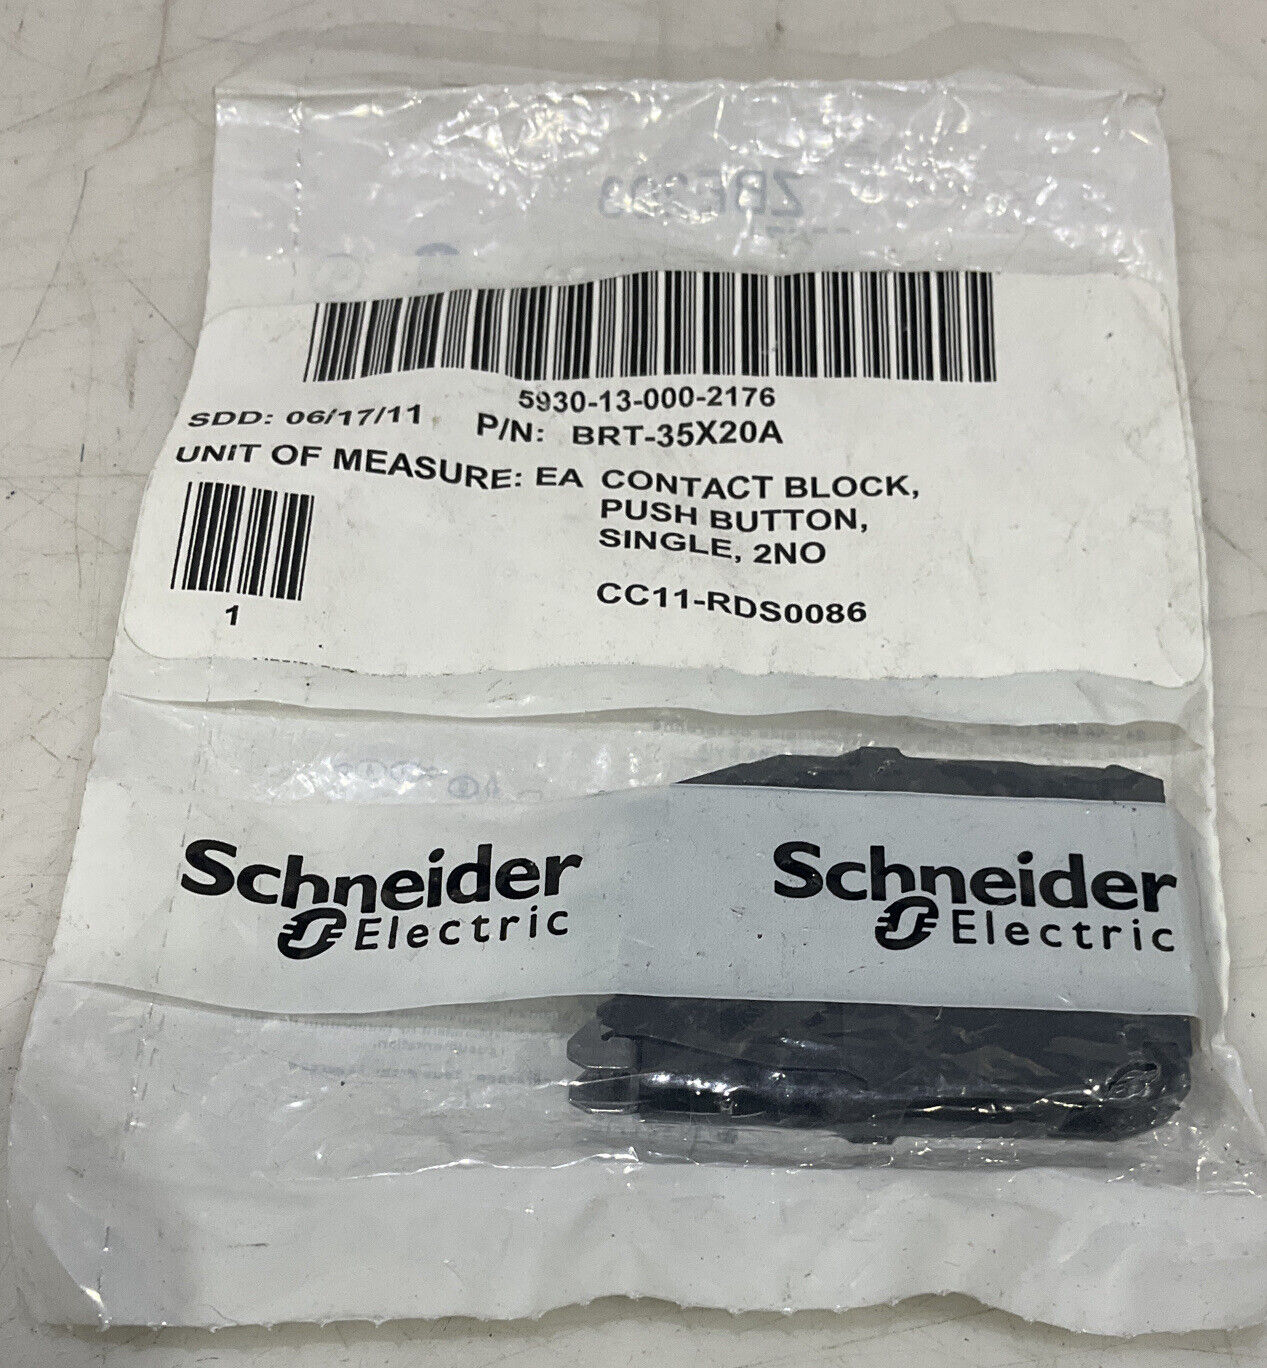 ZBE203
5930-13-000-2176
SDD: 06/17/11 P/N: BRT-35X20A
UNIT OF MEASURE: EA CONTACT BLOCK,
PUSH BUTTON,
SINGLE, 2NO
CC11-RDS0086
1
Schneider Electric
Schneider Electric